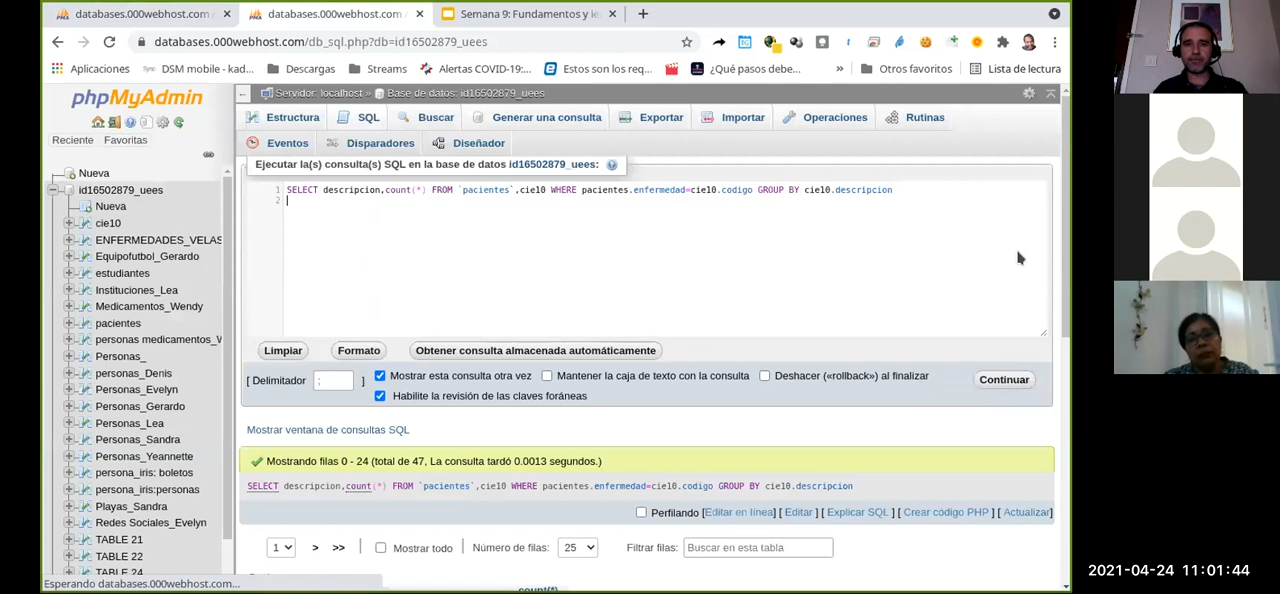 databases.000webhost.com /
databases.000webhost.com /
Semana 9: Fundamentos y ie
databases.000webhost.com/db_sql.php?db=id16502879_uees
Aplicaciones
DSM mobile - kad...
Descargas
Streams
Alertas COVID-19:...
Estos son los req...
¿Qué pasos debe...
»
Otros favoritos
Lista de lectura
phpMyAdmin
Reciente
Favoritas
Nueva
id16502879_uees
Nueva
cie10
ENFERMEDADES_VELAS
Equipofutbol_Gerardo
estudiantes
Instituciones_Lea
Medicamentos_Wendy
pacientes
personas medicamentos_W
Personas_
personas_Denis
Personas_Evelyn
Personas_Gerardo
Personas_Lea
Personas_Sandra
Personas_Yeannette
persona_iris: boletos
persona_iris:personas
Playas_Sandra
Redes Sociales_Evelyn
TABLE 21
TABLE 22
TABLE 24
Esperando databases.000webhost.com...
Servidor: localhost » Base de datos: id16502879_uees
Estructura
SQL
Buscar
Generar una consulta
Exportar
Importar
Operaciones
Rutinas
Eventos
Disparadores
Diseñador
Ejecutar la(s) consulta(s) SQL en la base de datos id16502879_uees:
1 SELECT descripcion,count(*) FROM `pacientes`,cie10 WHERE pacientes.enfermedad=cie10.codigo GROUP BY cie10.descripcion
2
Limpiar
Formato
Obtener consulta almacenada automáticamente
[ Delimitador ; ]
Mostrar esta consulta otra vez
Mantener la caja de texto con la consulta
Deshacer («rollback») al finalizar
Continuar
Habilite la revisión de las claves foráneas
Mostrar ventana de consultas SQL
Mostrando filas 0 - 24 (total de 47, La consulta tardó 0.0013 segundos.)
SELECT descripcion,count(*) FROM `pacientes`,cie10 WHERE pacientes.enfermedad=cie10.codigo GROUP BY cie10.descripcion
Perfilando [Editar en línea] [ Editar ] [ Explicar SQL ] [ Crear código PHP ] [ Actualizar]
1
>
>>
Mostrar todo
Número de filas:
25
Filtrar filas:
Buscar en esta tabla
count(*)
2021-04-24 11:01:44